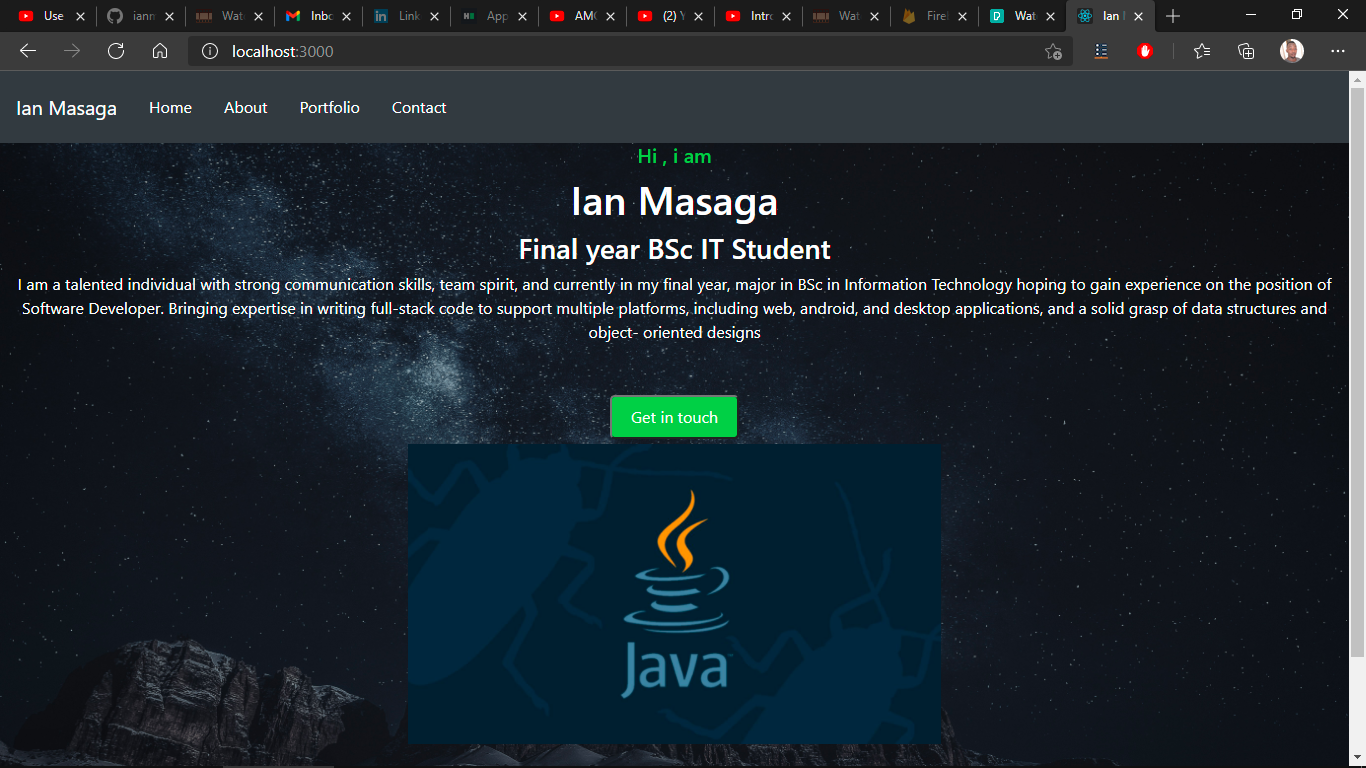 Use
iann
Wat
Inbo
Link
App
AMC
(2) Y
Intro
Wat
Fire
Wat
Ian
localhost:3000
Ian Masaga Home About Portfolio Contact
Hi , i am
Ian Masaga
Final year BSc IT Student
I am a talented individual with strong communication skills, team spirit, and currently in my final year, major in BSc in Information Technology hoping to gain experience on the position of
Software Developer. Bringing expertise in writing full-stack code to support multiple platforms, including web, android, and desktop applications, and a solid grasp of data structures and
object- oriented designs
Get in touch
Java